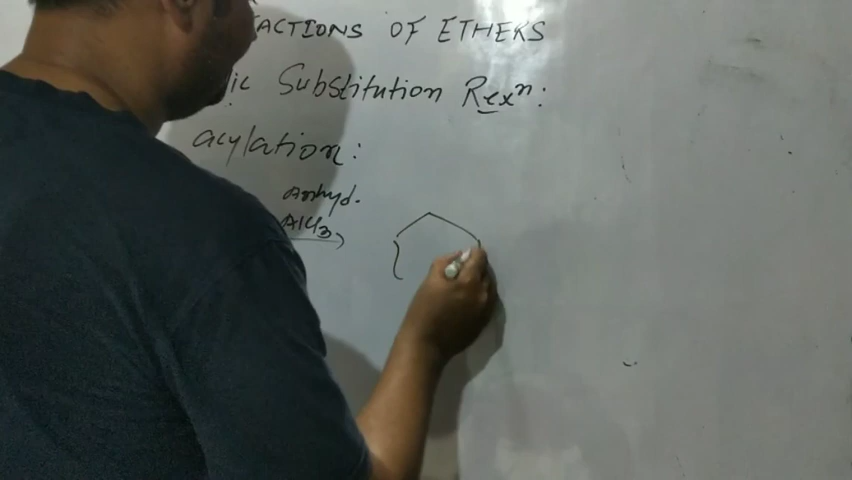 ACTIONS OF ETHERS
ic Substitution Rexⁿ:
acylation:
Anhyd.
AlCl3